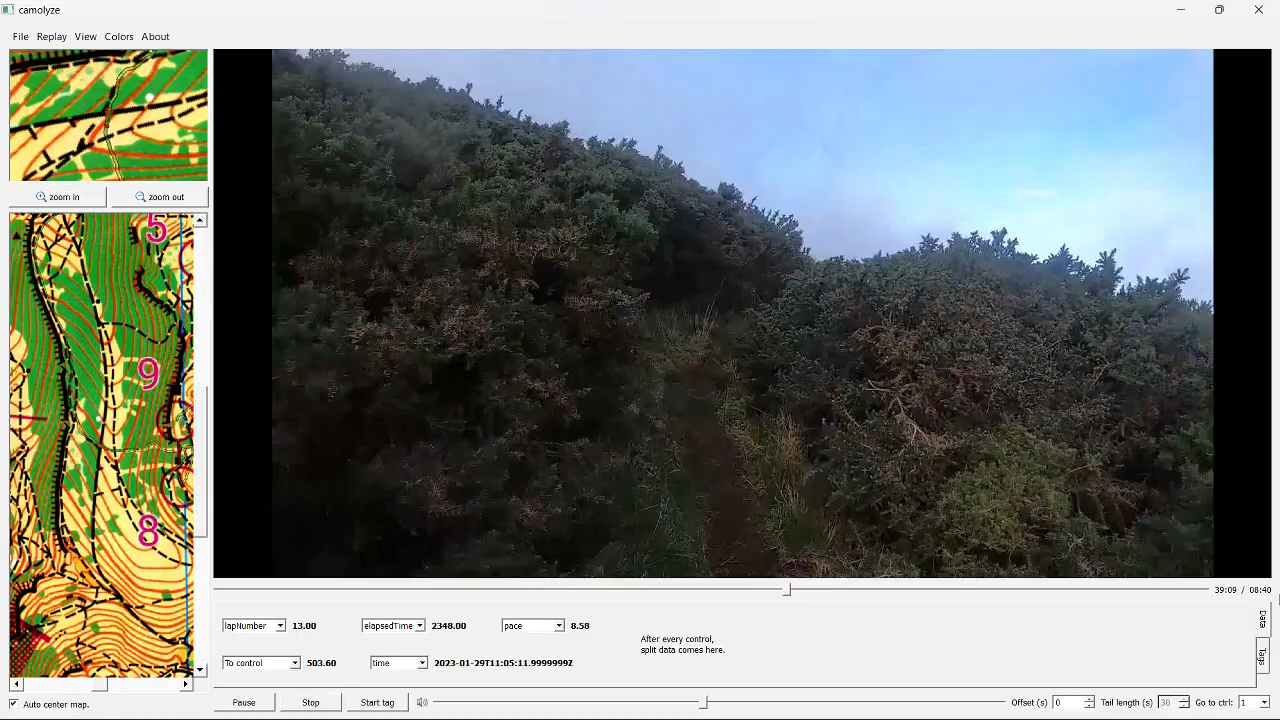 camolyze
File Replay View Colors About
zoom in zoom out
5
9
8
39:09 / 08:40
lapNumber 13.00 elapsedTime 2348.00 pace 8.58
After every control,
split data comes here.
To control 503.60 time 2023-01-29T11:05:11.9999999Z
Data
Tags
Auto center map.
Pause Stop Start tag Offset (s) 0 Tail length (s) 30 Go to ctrl: 1